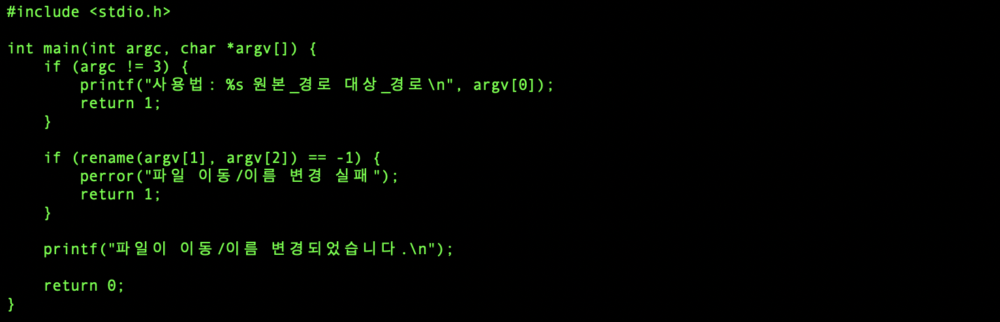 #include <stdio.h>

int main(int argc, char *argv[]) {
    if (argc != 3) {
        printf("사용법: %s 원본_경로 대상_경로\n", argv[0]);
        return 1;
    }

    if (rename(argv[1], argv[2]) == -1) {
        perror("파일 이동/이름 변경 실패");
        return 1;
    }

    printf("파일이 이동/이름 변경되었습니다.\n");

    return 0;
}